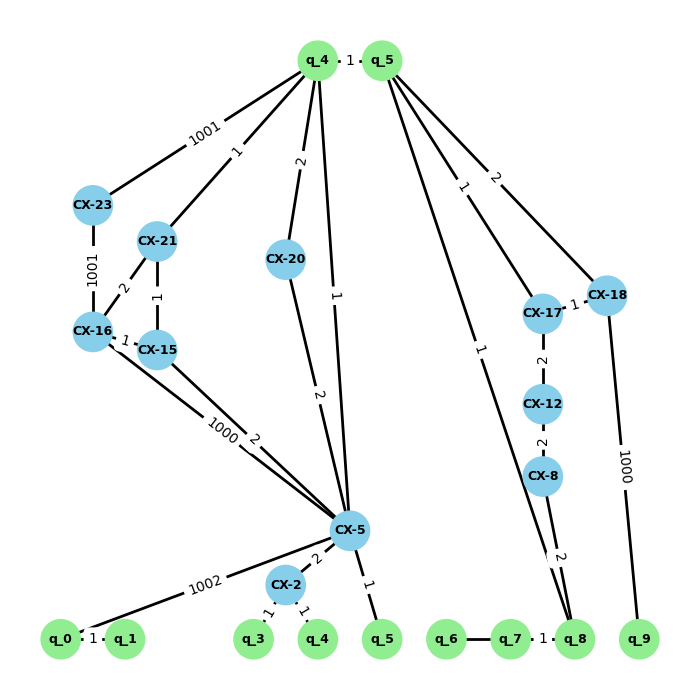 q_4 1 q_5
1001 1 2 1 2
CX-23
CX-21
CX-20
1001 2 1 1
CX-18
CX-17 1
CX-16 1 CX-15
1 2
2
CX-12
1000 2 2 1000
CX-8
CX-5
1002 2 1 2
CX-2
1 1
q_0 1 q_1 q_3 q_4 q_5 q_6 q_7 1 q_8 q_9